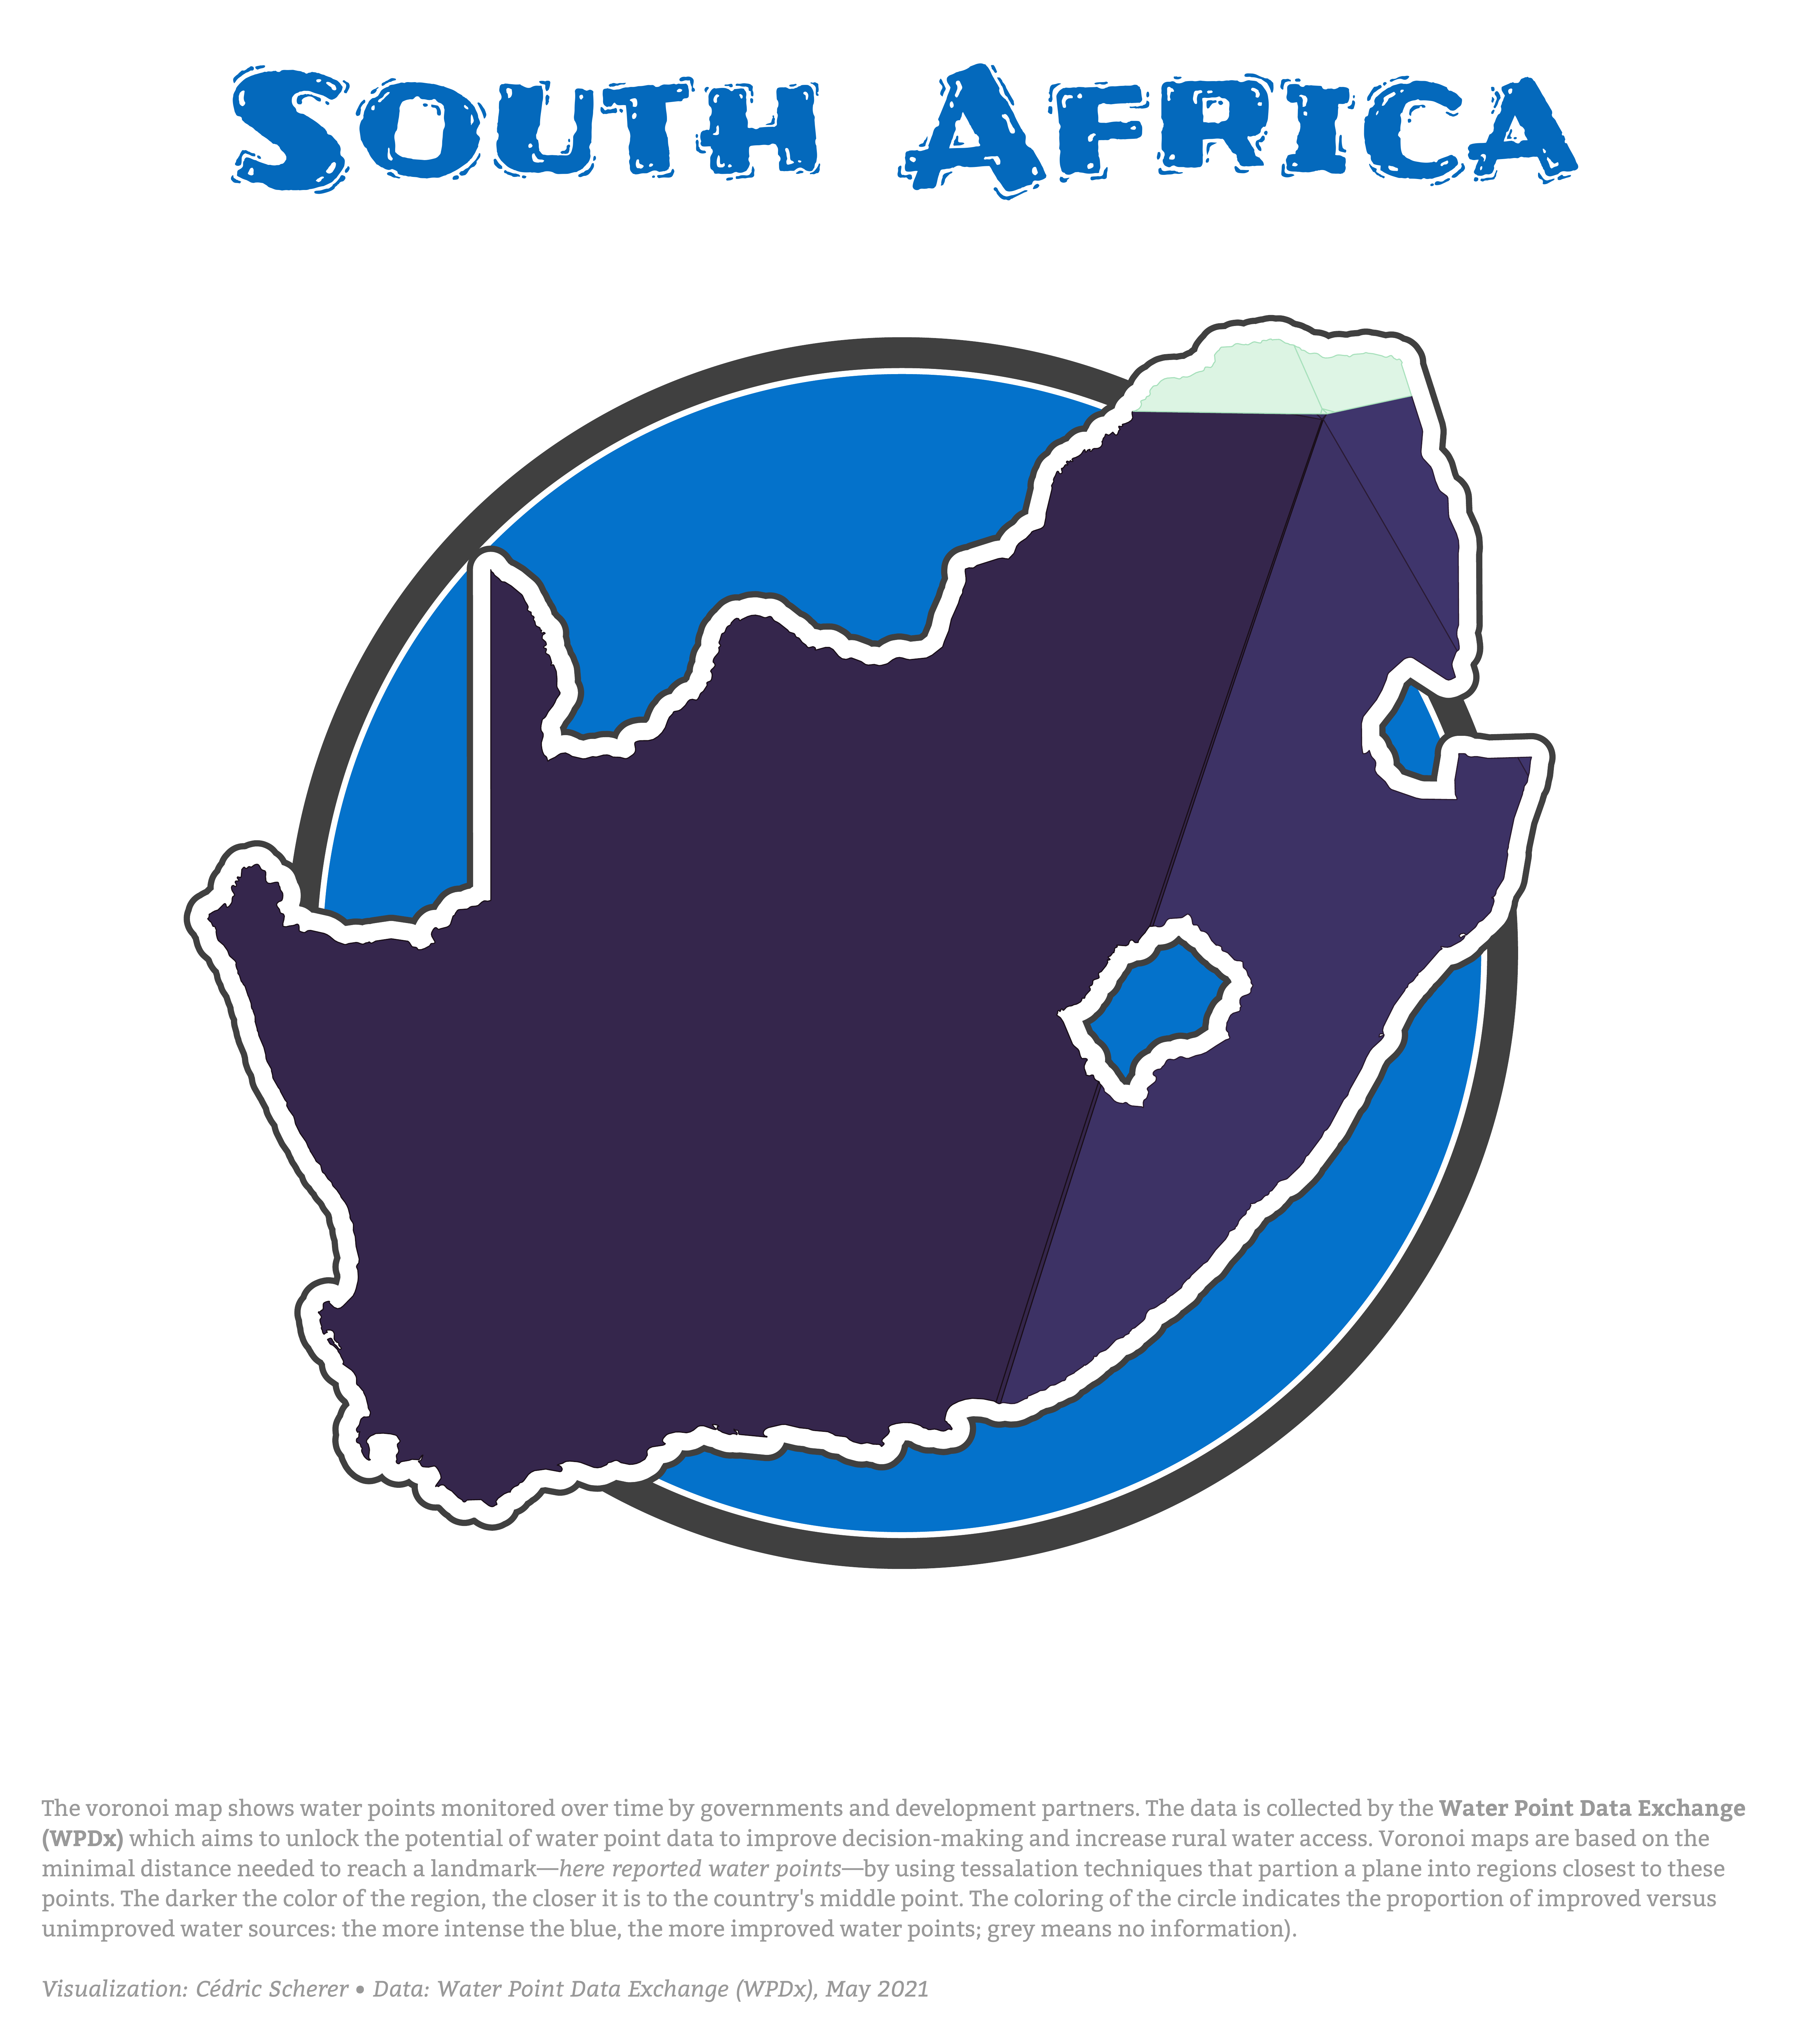 South Africa
The voronoi map shows water points monitored over time by governments and development partners. The data is collected by the Water Point Data Exchange
(WPDx) which aims to unlock the potential of water point data to improve decision-making and increase rural water access. Voronoi maps are based on the
minimal distance needed to reach a landmark—here reported water points—by using tessalation techniques that partion a plane into regions closest to these
points. The darker the color of the region, the closer it is to the country's middle point. The coloring of the circle indicates the proportion of improved versus
unimproved water sources: the more intense the blue, the more improved water points; grey means no information).
Visualization: Cédric Scherer • Data: Water Point Data Exchange (WPDx), May 2021